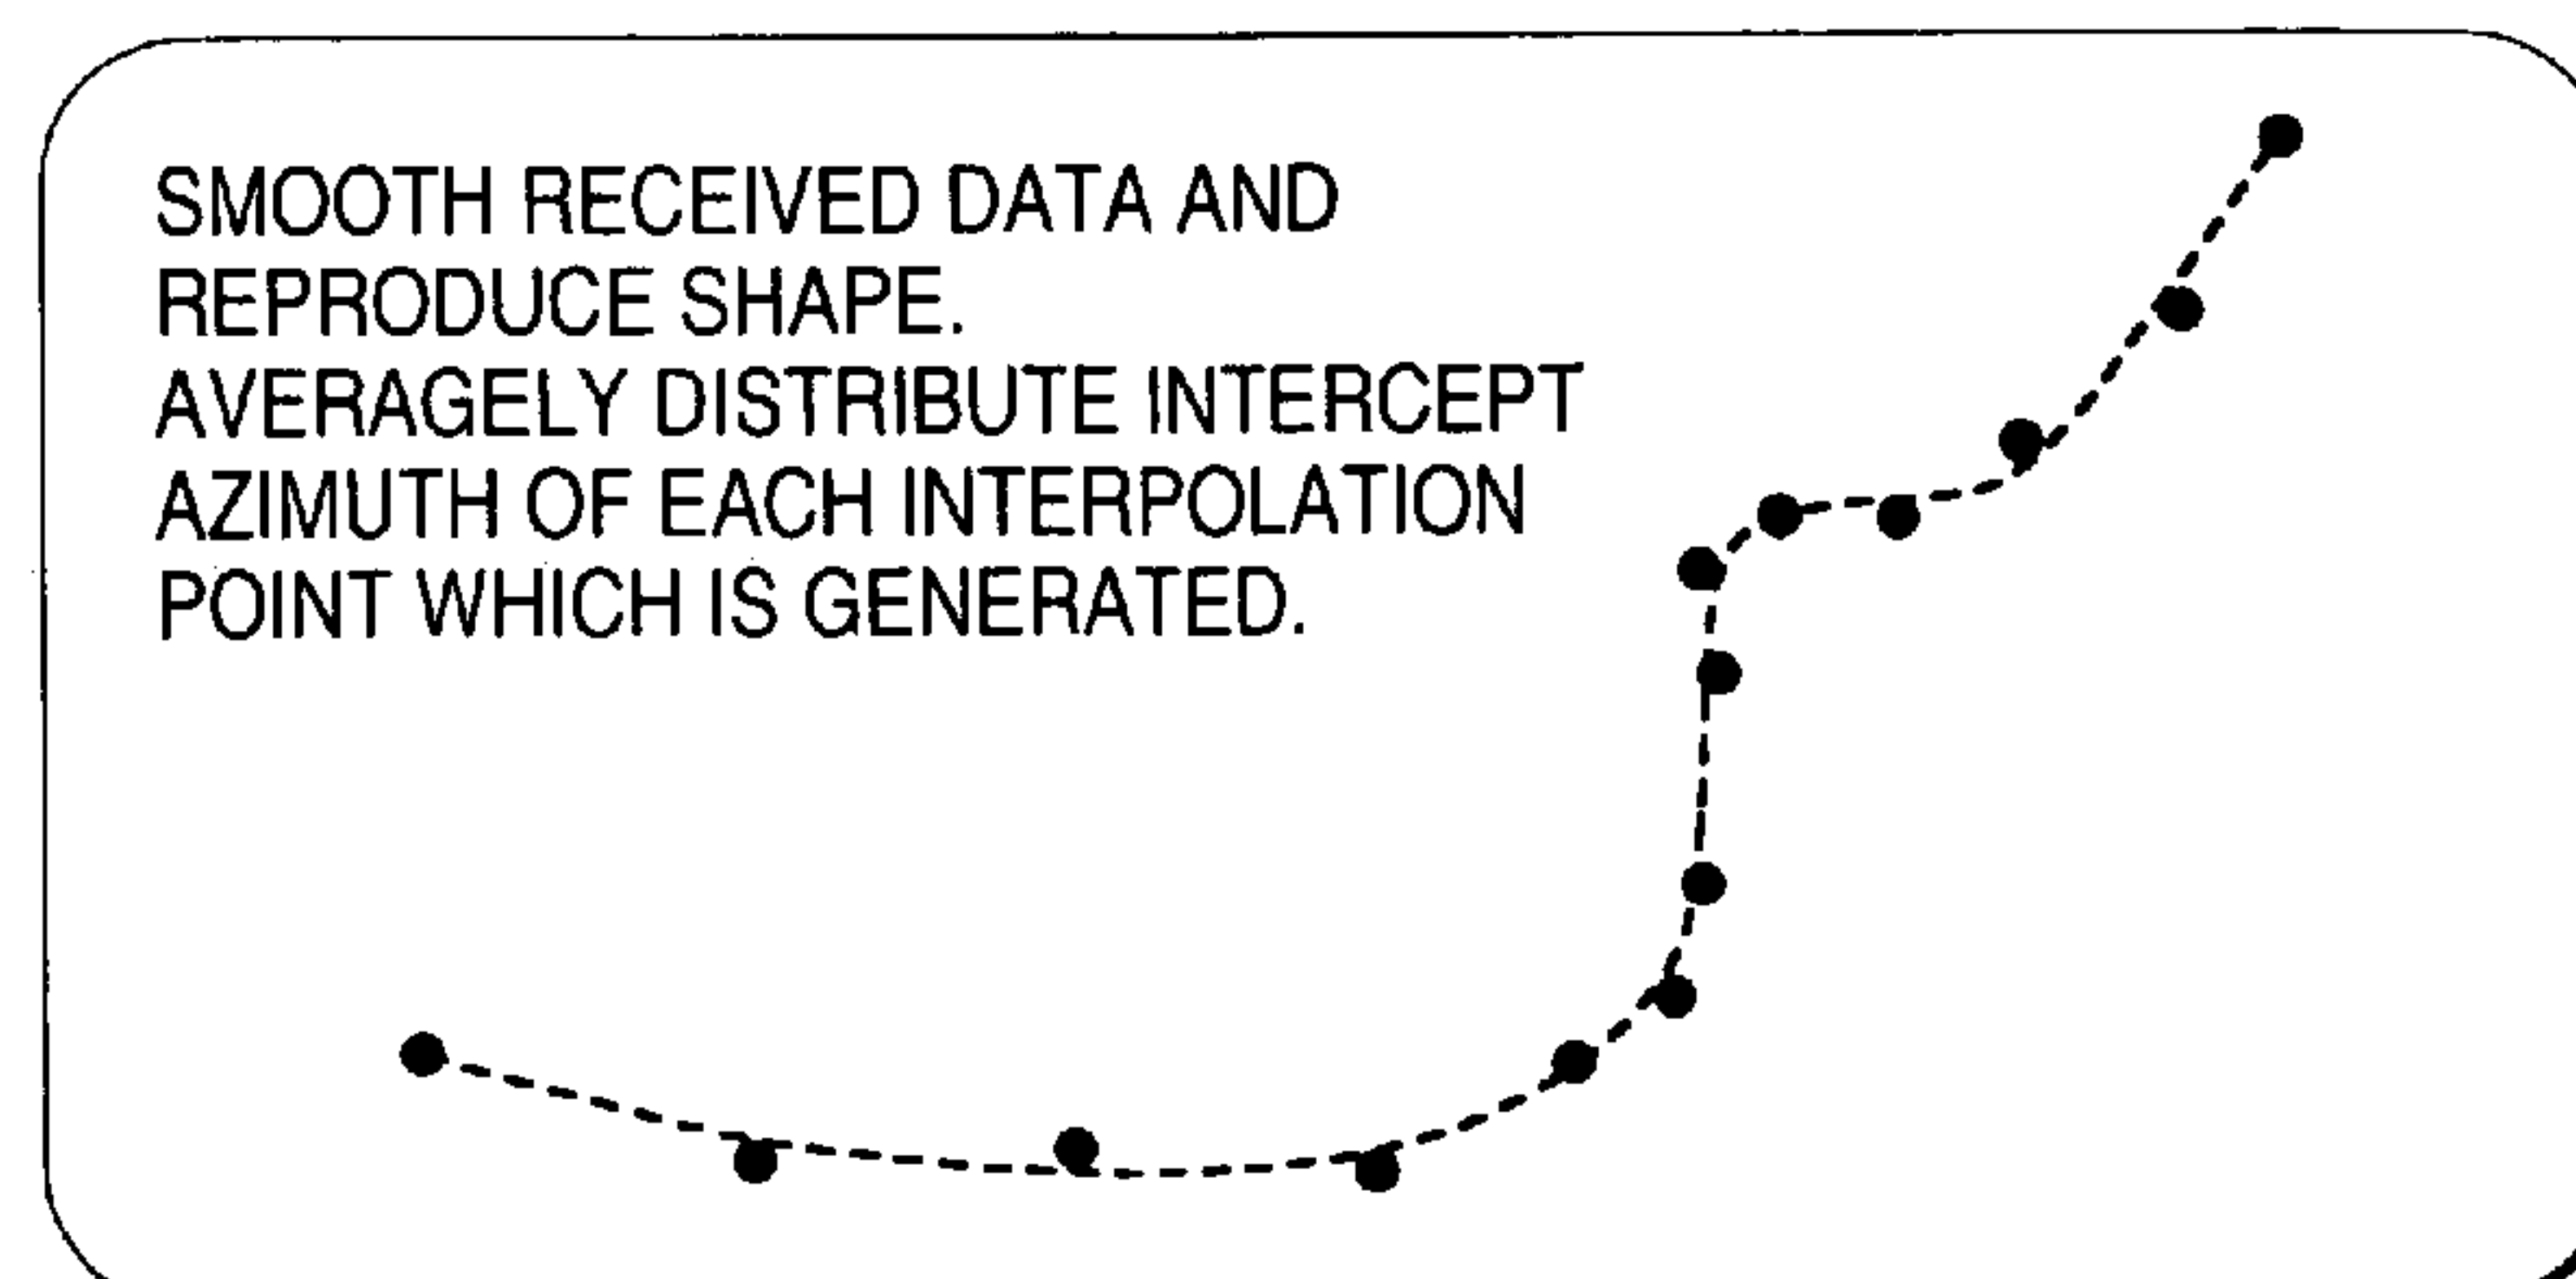 SMOOTH RECEIVED DATA AND
REPRODUCE SHAPE.
AVERAGELY DISTRIBUTE INTERCEPT
AZIMUTH OF EACH INTERPOLATION
POINT WHICH IS GENERATED.